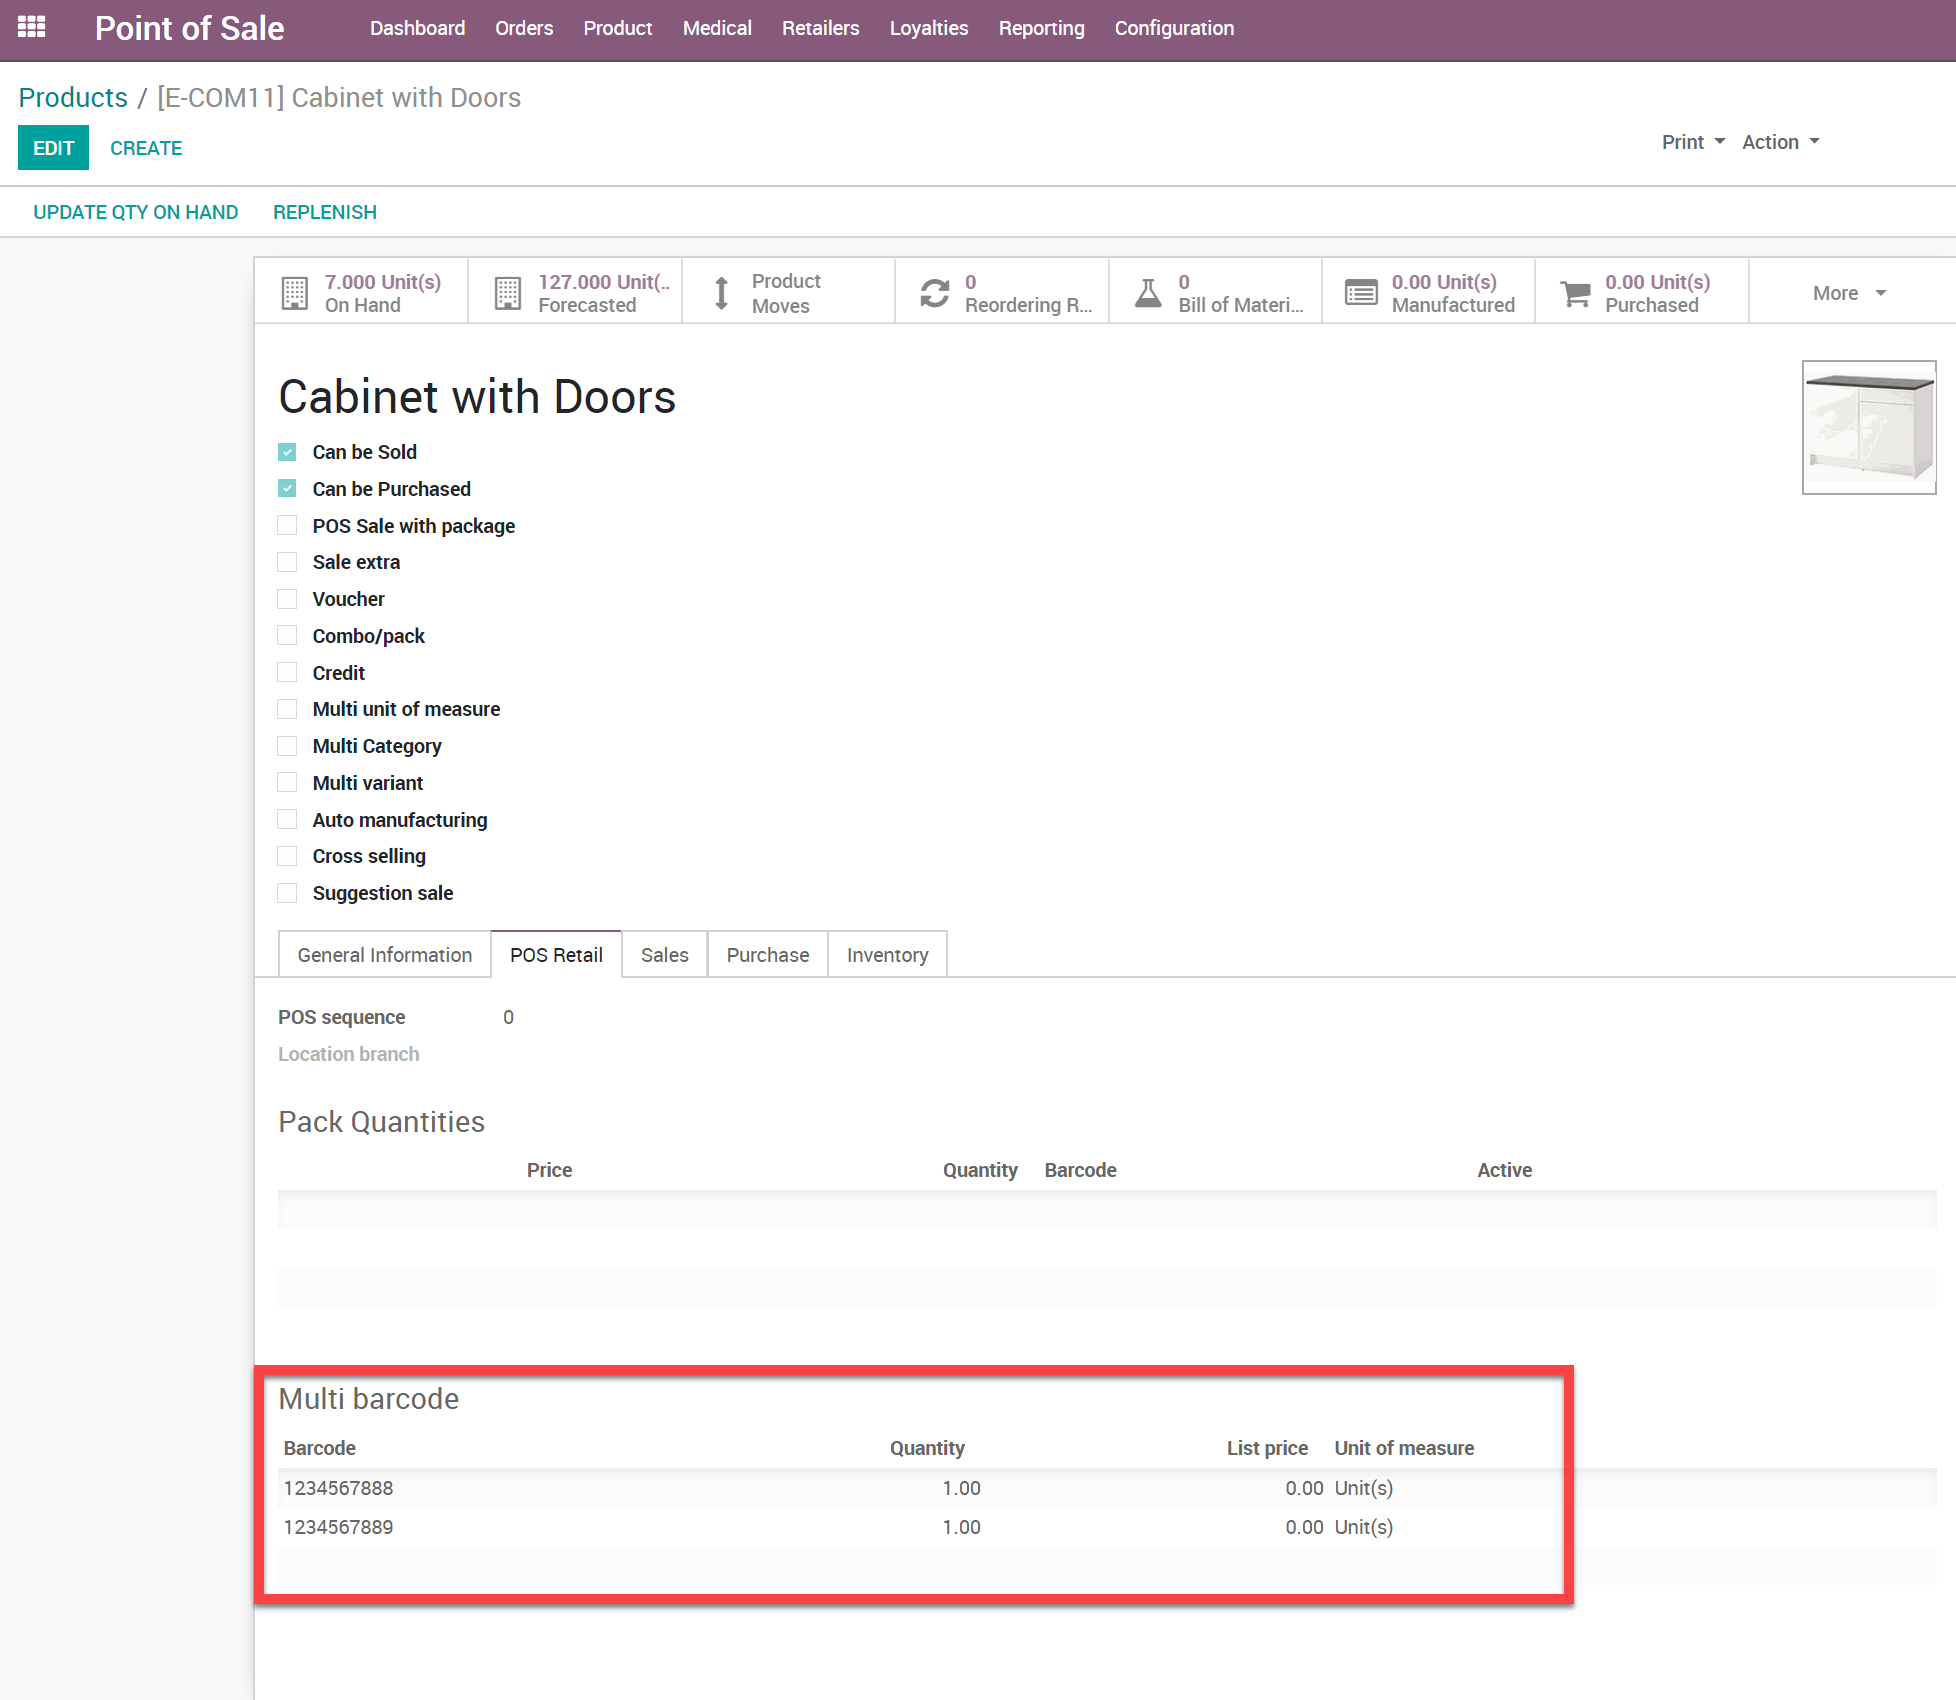 Point of Sale Dashboard Orders Product Medical Retailers Loyalties Reporting Configuration
Products / [E-COM11] Cabinet with Doors
EDIT CREATE Print Action
UPDATE QTY ON HAND REPLENISH
7.000 Unit(s) 127.000 Unit(.. Product 0 0 0.00 Unit(s) 0.00 Unit(s) More
On Hand Forecasted Moves Reordering R... Bill of Materi... Manufactured Purchased
Cabinet with Doors
Can be Sold
Can be Purchased
POS Sale with package
Sale extra
Voucher
Combo/pack
Credit
Multi unit of measure
Multi Category
Multi variant
Auto manufacturing
Cross selling
Suggestion sale
General Information POS Retail Sales Purchase Inventory
POS sequence 0
Location branch
Pack Quantities
Price Quantity Barcode Active
Multi barcode
Barcode Quantity List price Unit of measure
1234567888 1.00 0.00 Unit(s)
1234567889 1.00 0.00 Unit(s)